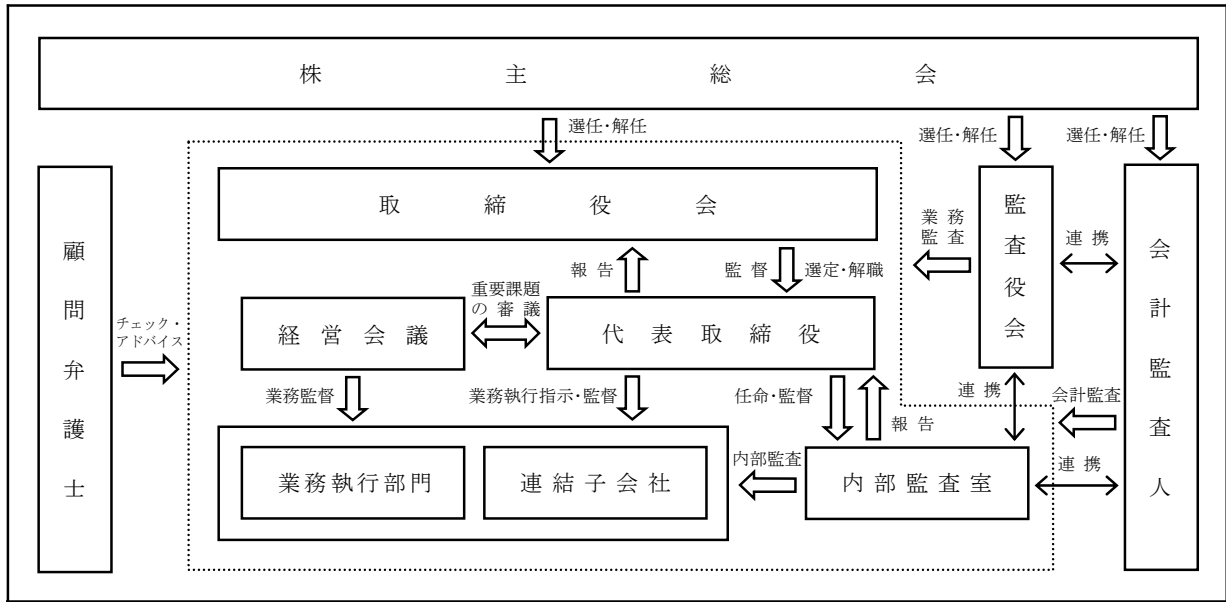 株主総会
選任・解任
選任・解任
選任・解任
取締役会
業務
監査
監査役会
連携
会計監査人
顧問弁護士
チェック・
アドバイス
報告
監督
選定・解職
重要課題
の審議
経営会議
代表取締役
業務監督
業務執行指示・監督
任命・監督
報告
連携
会計監査
業務執行部門
連結子会社
内部監査
内部監査室
連携